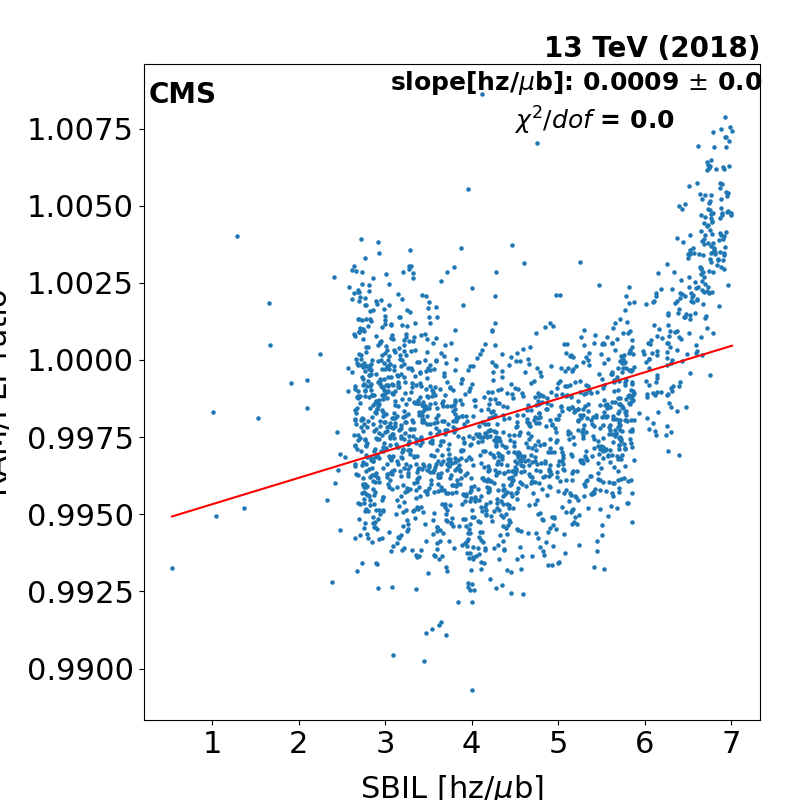 13 TeV (2018)
CMS
slope[hz/μb]: 0.0009 ± 0.0
χ²/dof = 0.0
1.0075
1.0050
1.0025
1.0000
0.9975
0.9950
0.9925
0.9900
1 2 3 4 5 6 7
SBIL [hz/μb]